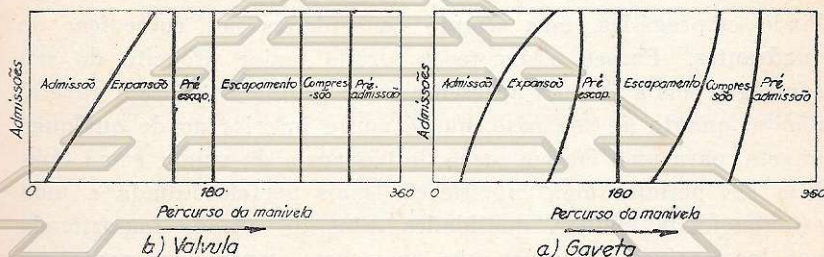 Admissões
Admissão
Expansão
Pré
escap.
Escapamento
Compres-
-são
Pré-
admissão
0
180
360
Percurso da manivela
b) Valvula
Admissões
Admissão
Expansão
Pré
escap.
Escapamento
Compres-
são
Pré
admissão
0
180
360
Percurso da manivela
a) Gaveta